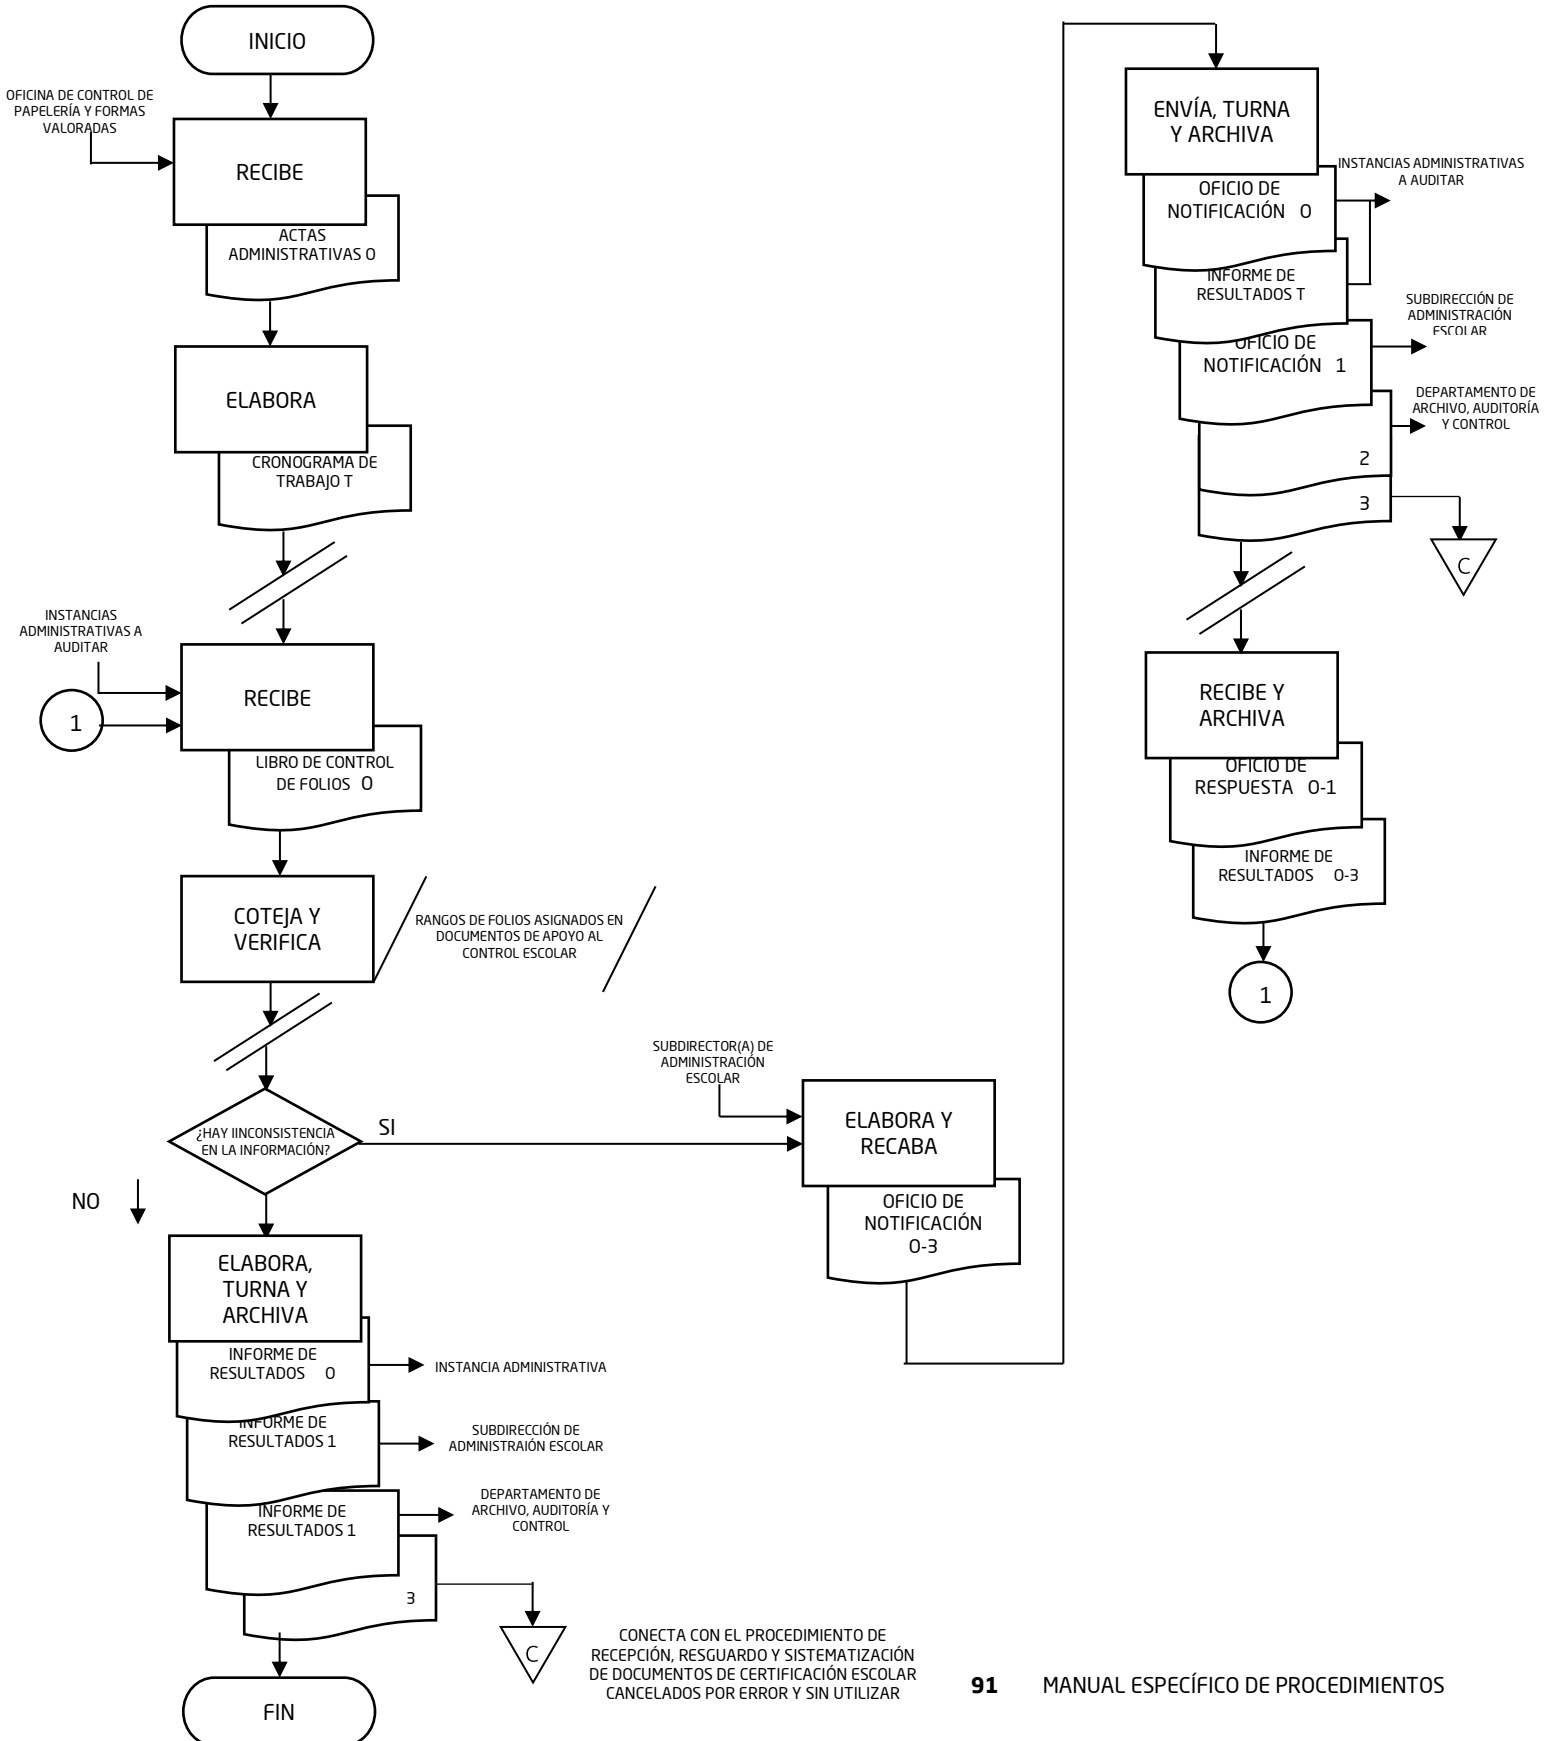 INICIO
OFICINA DE CONTROL DE
PAPELERÍA Y FORMAS
VALORADAS
RECIBE
ACTAS
ADMINISTRATIVAS O
ELABORA
CRONOGRAMA DE
TRABAJO T
INSTANCIAS
ADMINISTRATIVAS A
AUDITAR
1
RECIBE
LIBRO DE CONTROL
DE FOLIOS O
COTEJA Y
VERIFICA
RANGOS DE FOLIOS ASIGNADOS EN
DOCUMENTOS DE APOYO AL
CONTROL ESCOLAR
¿HAY IINCONSISTENCIA
EN LA INFORMACIÓN?
SI
NO
ELABORA,
TURNA Y
ARCHIVA
INFORME DE
RESULTADOS O
INSTANCIA ADMINISTRATIVA
INFORME DE
RESULTADOS 1
SUBDIRECCIÓN DE
ADMINISTRAIÓN ESCOLAR
INFORME DE
RESULTADOS 1
DEPARTAMENTO DE
ARCHIVO, AUDITORÍA Y
CONTROL
3
C
FIN
SUBDIRECTOR(A) DE
ADMINISTRACIÓN
ESCOLAR
ELABORA Y
RECABA
OFICIO DE
NOTIFICACIÓN
O-3
ENVÍA, TURNA
Y ARCHIVA
OFICIO DE
NOTIFICACIÓN O
INSTANCIAS ADMINISTRATIVAS
A AUDITAR
INFORME DE
RESULTADOS T
SUBDIRECCIÓN DE
ADMINISTRACIÓN
ESCOLAR
OFICIO DE
NOTIFICACIÓN 1
DEPARTAMENTO DE
ARCHIVO, AUDITORÍA
Y CONTROL
2
3
C
RECIBE Y
ARCHIVA
OFICIO DE
RESPUESTA O-1
INFORME DE
RESULTADOS O-3
1
CONECTA CON EL PROCEDIMIENTO DE
RECEPCIÓN, RESGUARDO Y SISTEMATIZACIÓN
DE DOCUMENTOS DE CERTIFICACIÓN ESCOLAR
CANCELADOS POR ERROR Y SIN UTILIZAR
91 MANUAL ESPECÍFICO DE PROCEDIMIENTOS